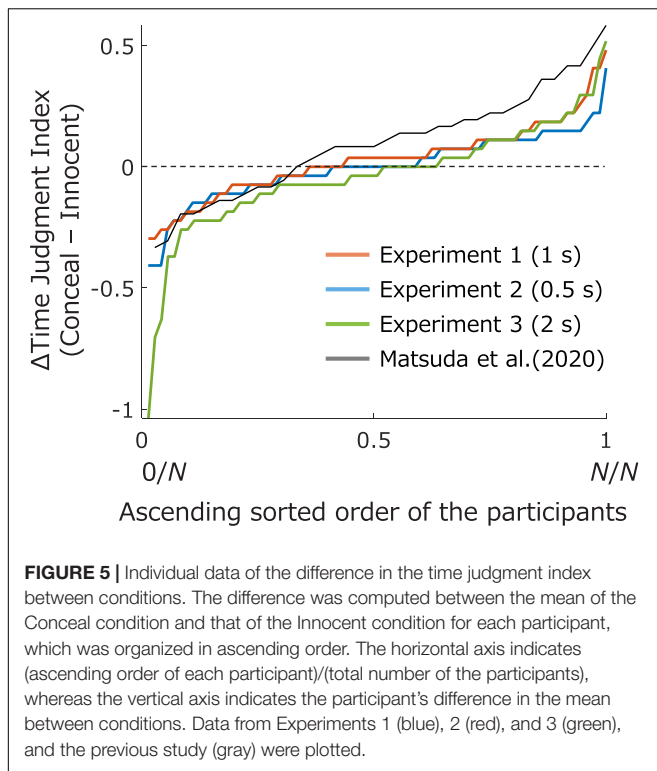 0.5
0
-0.5
-1
ΔTime Judgment Index
(Conceal – Innocent)
Experiment 1 (1 s)
Experiment 2 (0.5 s)
Experiment 3 (2 s)
Matsuda et al.(2020)
0 0.5 1
0/N N/N
Ascending sorted order of the participants
FIGURE 5 | Individual data of the difference in the time judgment index
between conditions. The difference was computed between the mean of the
Conceal condition and that of the Innocent condition for each participant,
which was organized in ascending order. The horizontal axis indicates
(ascending order of each participant)/(total number of the participants),
whereas the vertical axis indicates the participant's difference in the mean
between conditions. Data from Experiments 1 (blue), 2 (red), and 3 (green),
and the previous study (gray) were plotted.